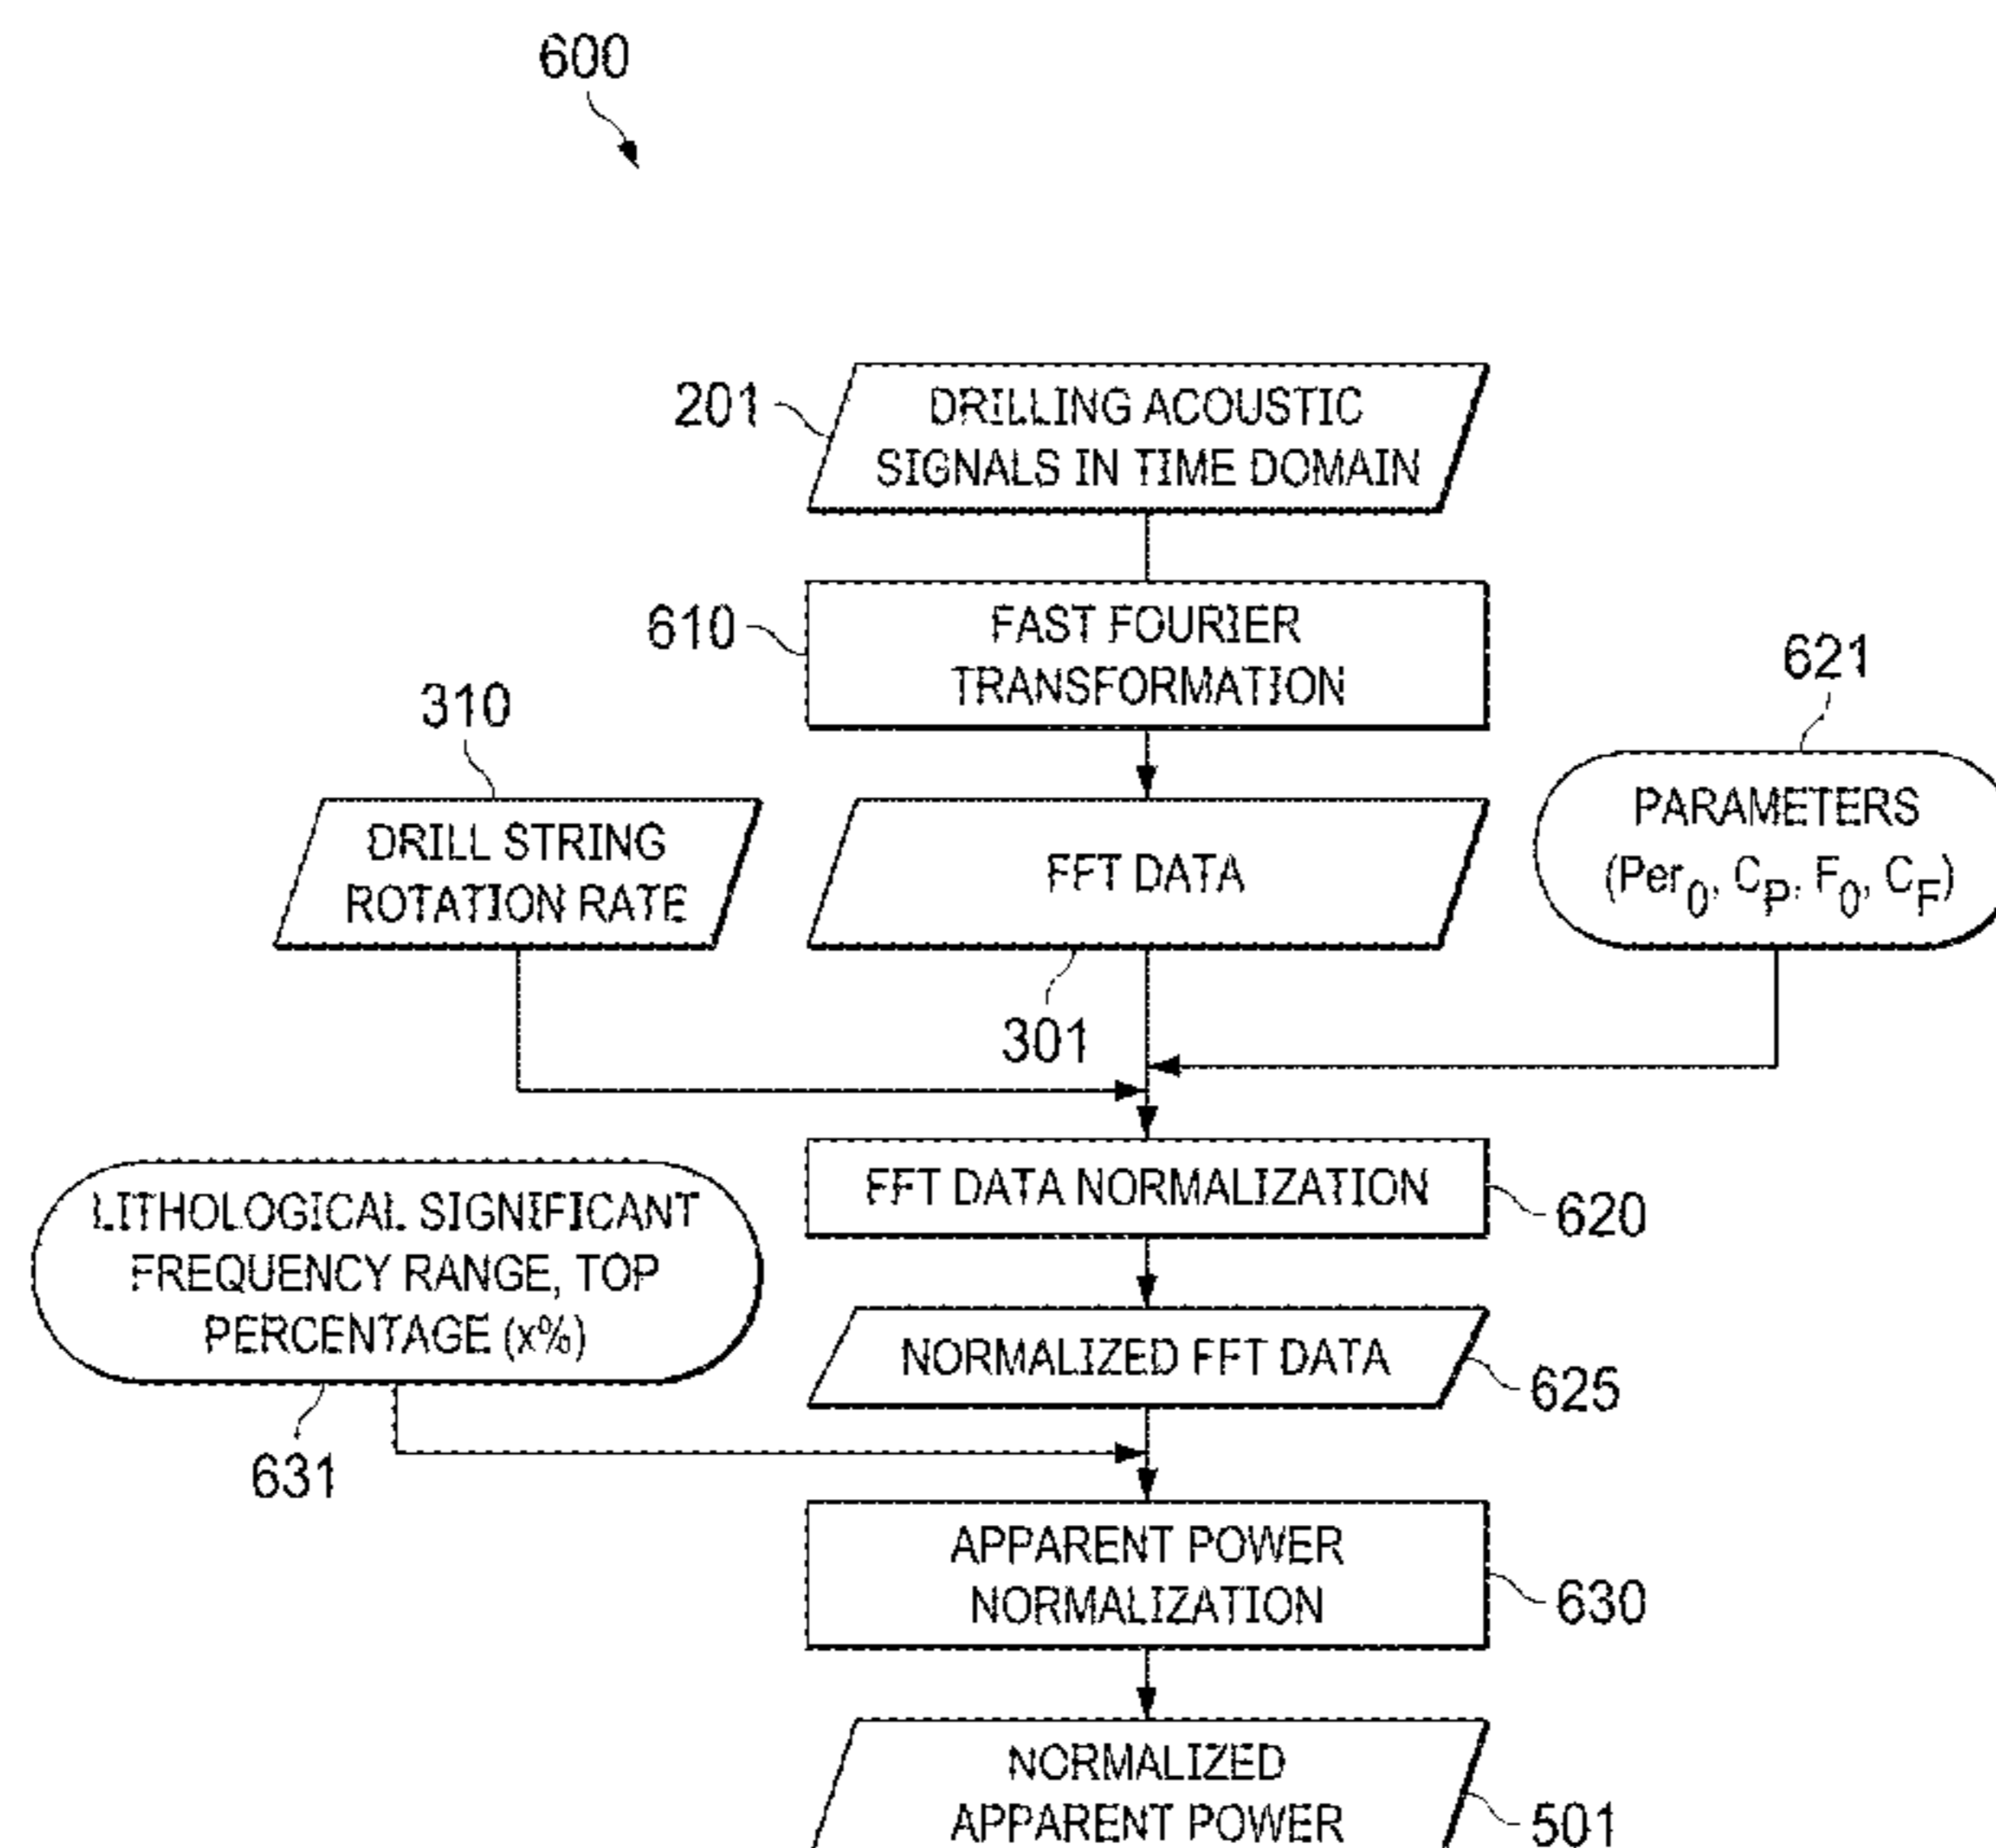 600
201
DRILLING ACOUSTIC
SIGNALS IN TIME DOMAIN
610
FAST FOURIER
TRANSFORMATION
621
310
DRILL STRING
ROTATION RATE
FFT DATA
PARAMETERS
(Per0, CP, F0, CF)
301
FFT DATA NORMALIZATION
620
LITHOLOGICAL SIGNIFICANT
FREQUENCY RANGE, TOP
PERCENTAGE (x%)
NORMALIZED FFT DATA
625
631
APPARENT POWER
NORMALIZATION
630
NORMALIZED
APPARENT POWER
501